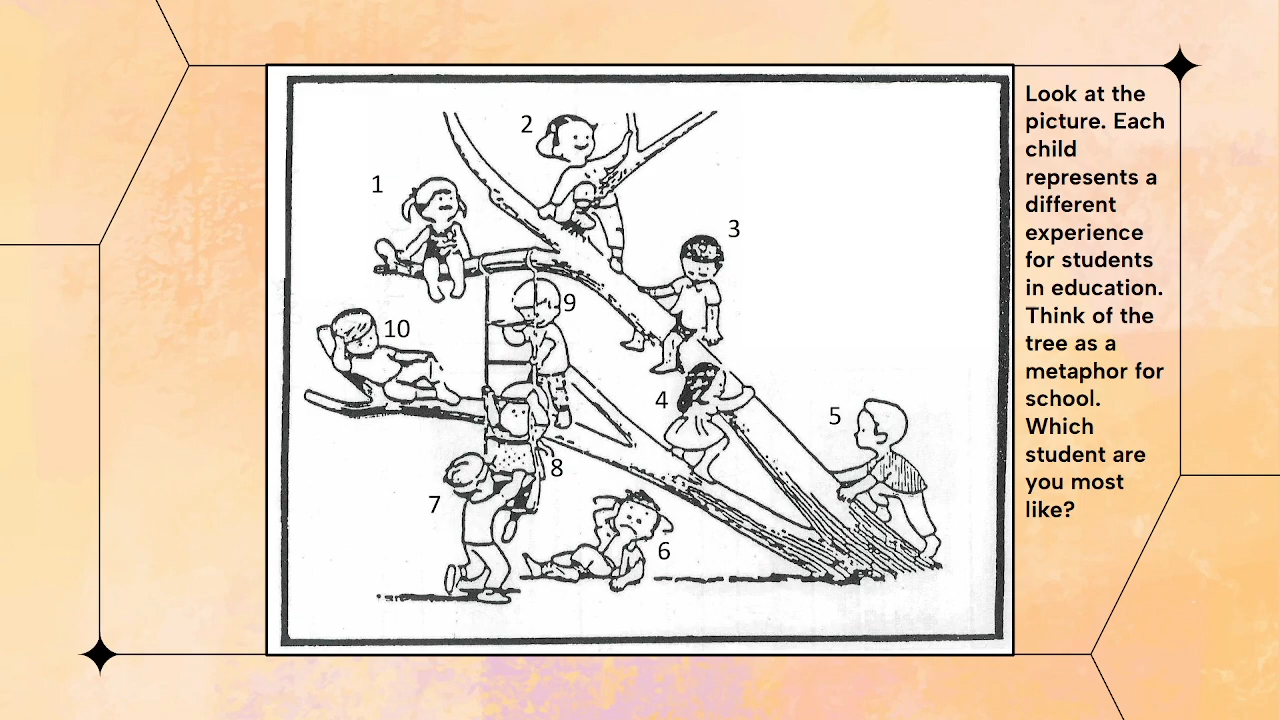 Look at the
picture. Each
child
represents a
different
experience
for students
in education.
Think of the
tree as a
metaphor for
school.
Which
student are
you most
like?
2
1
3
9
10
4
5
8
7
6